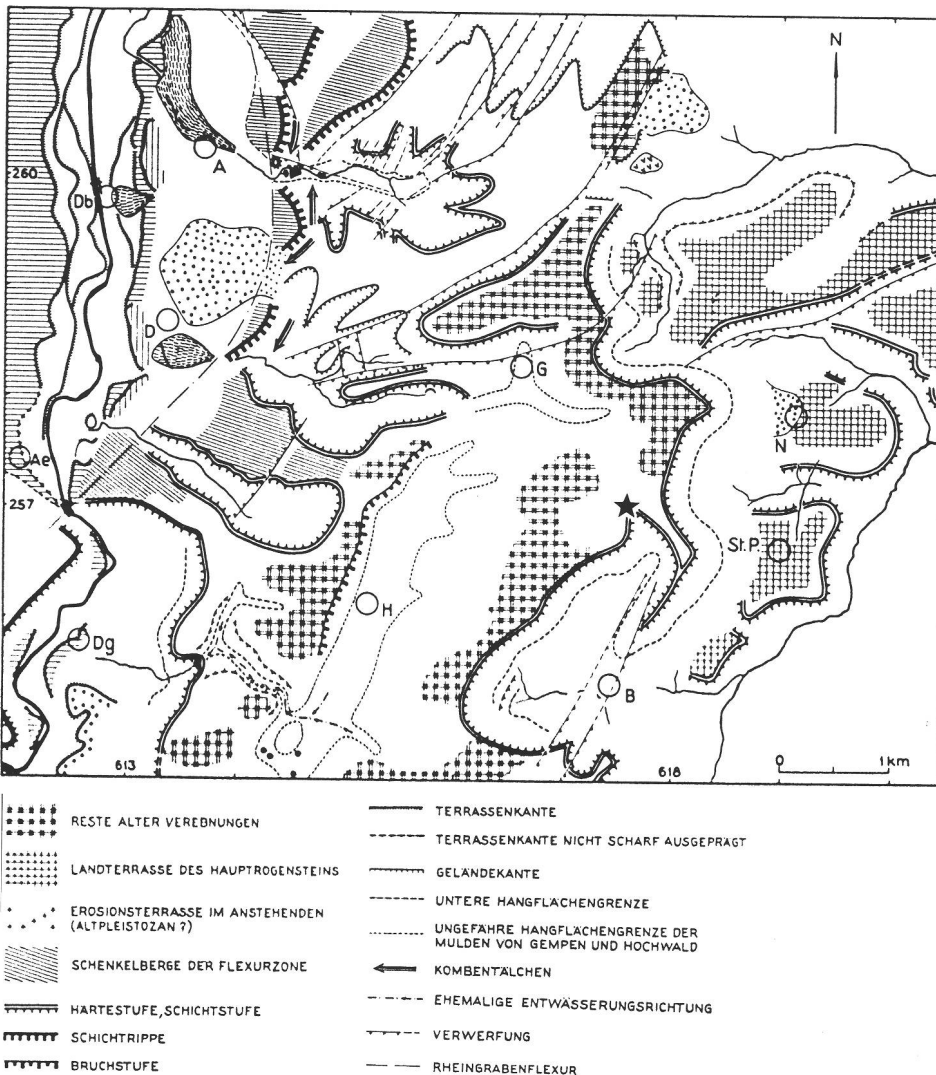 N
A
260
Db
D
G
Ae
N
257
St.P.
H
Dg
B
613
618
0 1km
RESTE ALTER VEREBNUNGEN
LANDTERRASSE DES HAUPTROGENSTEINS
EROSIONSTERRASSE IM ANSTEHENDEN
(ALTPLEISTOZAN ?)
SCHENKELBERGE DER FLEXURZONE
HÄRTESTUFE, SCHICHTSTUFE
SCHICHTRIPPE
BRUCHSTUFE
TERRASSENKANTE
TERRASSENKANTE NICHT SCHARF AUSGEPRÄGT
GELÄNDEKANTE
UNTERE HANGFLÄCHENGRENZE
UNGEFÄHRE HANGFLÄCHENGRENZE DER
MULDEN VON GEMPEN UND HOCHWALD
KOMBENTÄLCHEN
EHEMALIGE ENTWÄSSERUNGSRICHTUNG
VERWERFUNG
RHEINGRABENFLEXUR